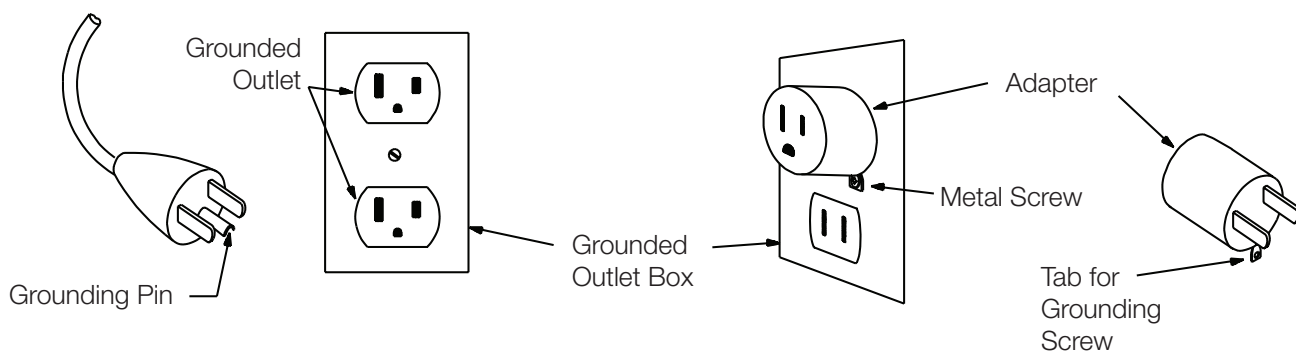 Grounded
Outlet
Grounding Pin
Grounded
Outlet Box
Adapter
Metal Screw
Tab for
Grounding
Screw